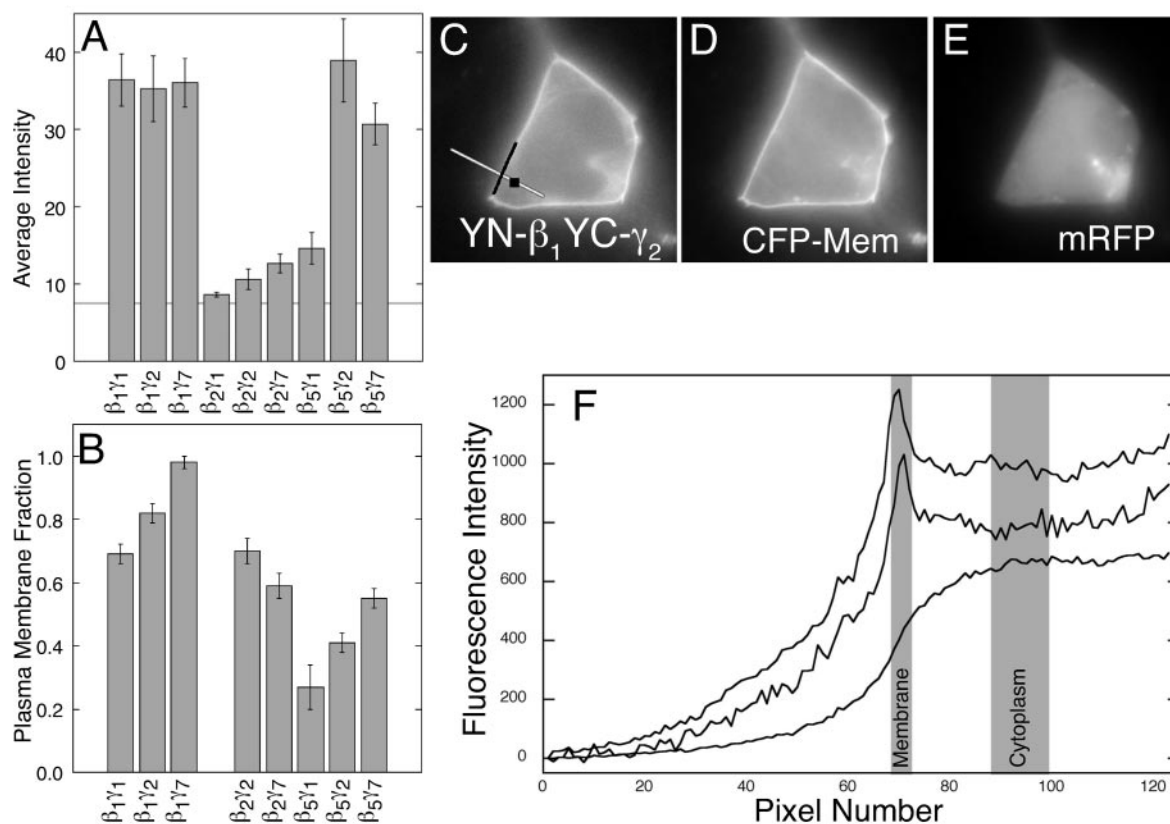 A
40
30
20
10
0
Average Intensity
β1γ1 β1γ2 β1γ7 β2γ1 β2γ2 β2γ7 β5γ1 β5γ2 β5γ7
B
1.0
0.8
0.6
0.4
0.2
0.0
Plasma Membrane Fraction
β1γ1 β1γ2 β1γ7 β2γ2 β2γ7 β5γ1 β5γ2 β5γ7
C
YN-β1YC-γ2
D
CFP-Mem
E
mRFP
F
1200
1000
800
600
400
200
0
Fluorescence Intensity
Membrane
Cytoplasm
0 20 40 60 80 100 120
Pixel Number